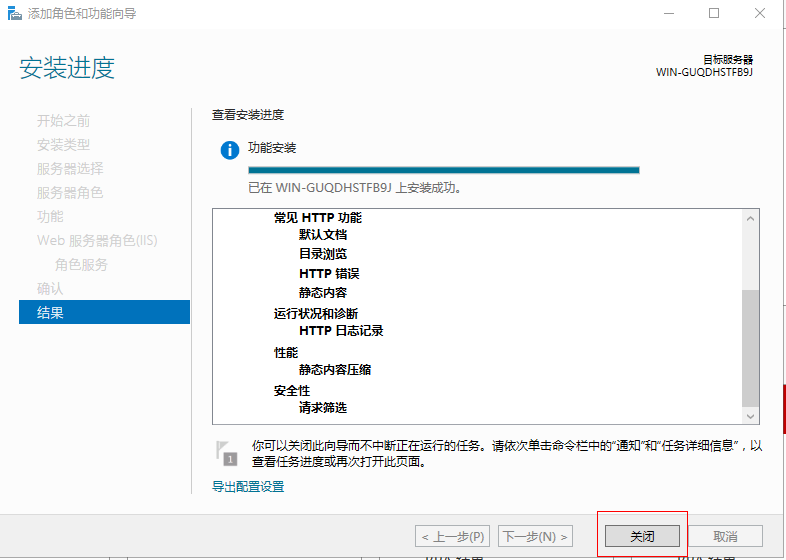 添加角色和功能向导
安装进度
目标服务器
WIN-GUQDHSTFB9J
开始之前
安装类型
服务器选择
服务器角色
功能
Web 服务器角色(IIS)
角色服务
确认
结果
查看安装进度
功能安装
已在 WIN-GUQDHSTFB9J 上安装成功。
常见 HTTP 功能
默认文档
目录浏览
HTTP 错误
静态内容
运行状况和诊断
HTTP 日志记录
性能
静态内容压缩
安全性
请求筛选
1
你可以关闭此向导而不中断正在运行的任务。请依次单击命令栏中的“通知”和“任务详细信息”，以
查看任务进度或再次打开此页面。
导出配置设置
< 上一步(P) 下一步(N) > 关闭 取消